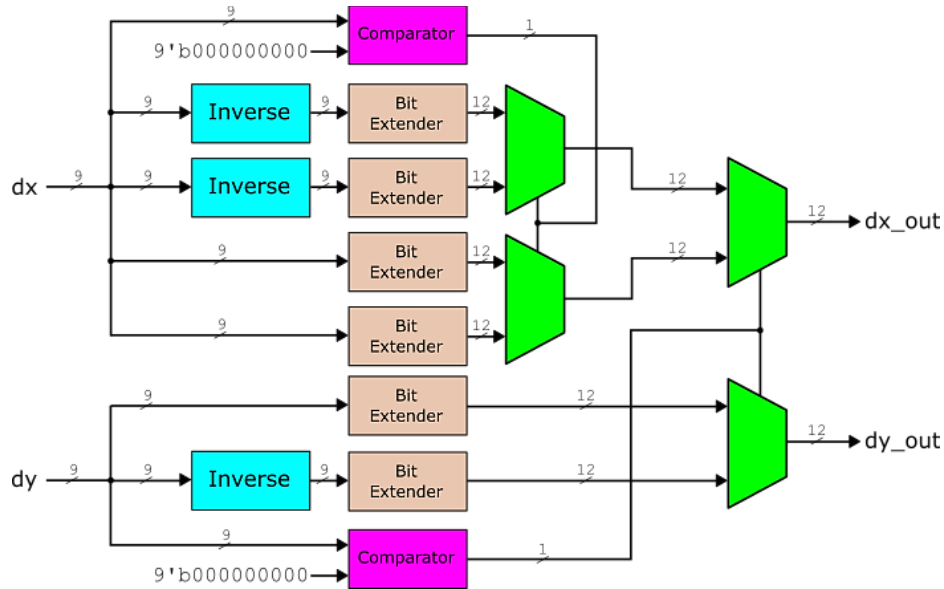 9
Comparator
1
9'b000000000
9
Inverse
9
Bit
Extender
12
dx
9
9
Inverse
9
Bit
Extender
12
12
12
dx_out
9
Bit
Extender
12
12
9
Bit
Extender
12
9
Bit
Extender
12
12
dy_out
dy
9
9
Inverse
9
Bit
Extender
12
9
Comparator
1
9'b000000000